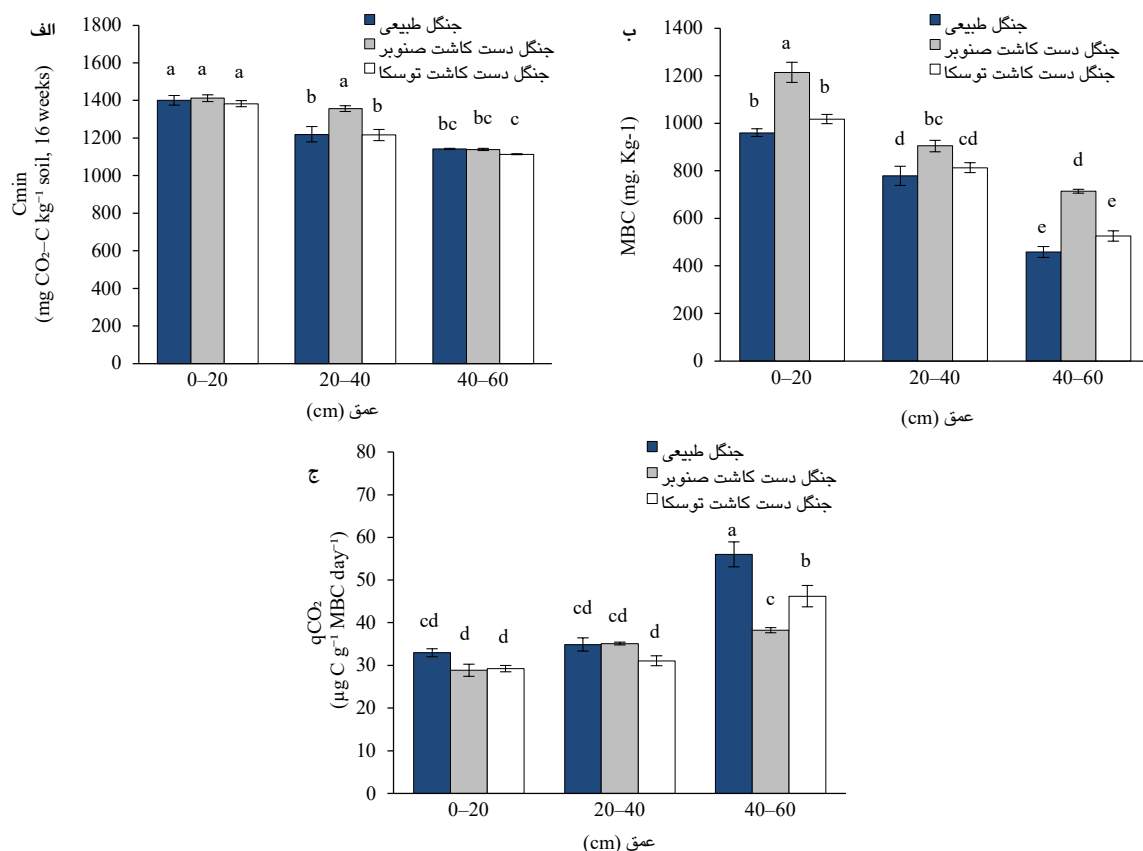 الف
جنگل طبیعی
جنگل دست کاشت صنوبر
جنگل دست کاشت توسکا
Cmin
(mg CO₂–C kg⁻¹ soil, 16 weeks)
1800
1600
1400
1200
1000
800
600
400
200
0
a a a
b a b
bc bc c
0–20 20–40 40–60
عمق (cm)
ب
جنگل طبیعی
جنگل دست کاشت صنوبر
جنگل دست کاشت توسکا
MBC (mg. Kg-1)
1400
1200
1000
800
600
400
200
0
b a b
d bc cd
e d e
0–20 20–40 40–60
عمق (cm)
ج
جنگل طبیعی
جنگل دست کاشت صنوبر
جنگل دست کاشت توسکا
qCO₂
(µg C g⁻¹ MBC day⁻¹)
80
70
60
50
40
30
20
10
0
cd d d
cd cd d
a c b
0–20 20–40 40–60
عمق (cm)